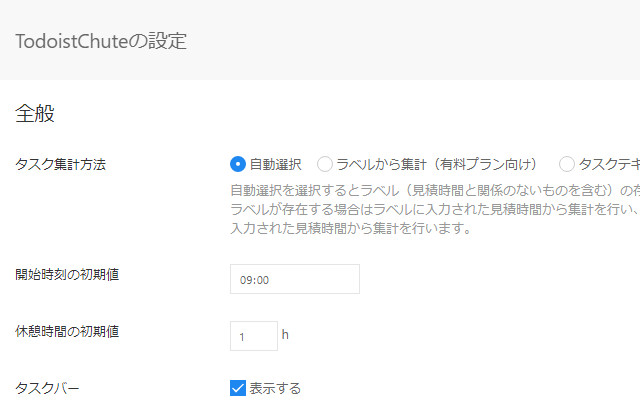 TodoistChuteの設定
全般
タスク集計方法 自動選択 ラベルから集計（有料プラン向け） タスクテキ
自動選択を選択するとラベル（見積時間と関係のないものを含む）の存
ラベルが存在する場合はラベルに入力された見積時間から集計を行い、
入力された見積時間から集計を行います。
開始時刻の初期値 09:00
休憩時間の初期値 1 h
タスクバー 表示する